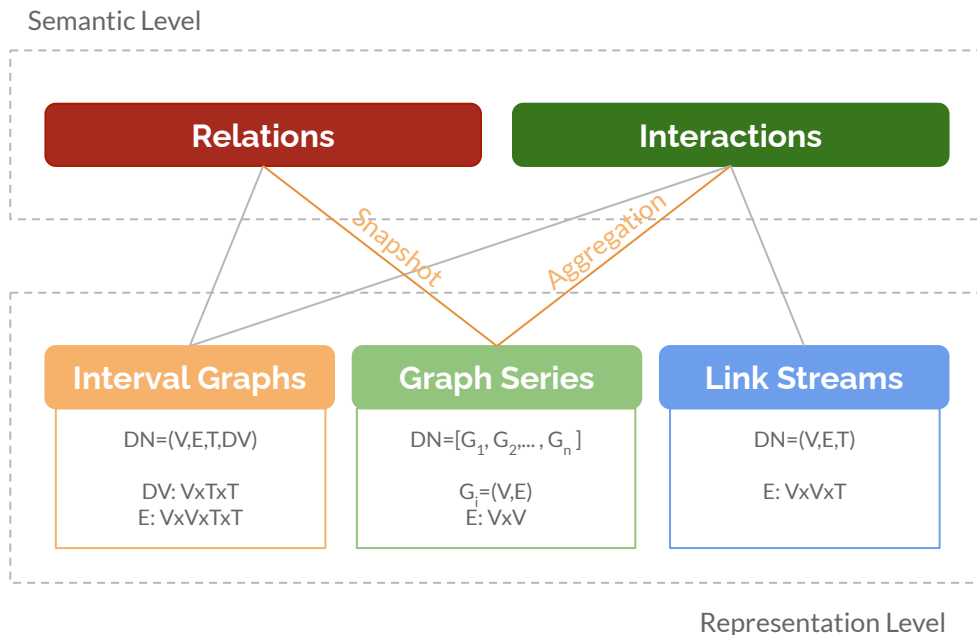 Semantic Level
Relations
Interactions
Snapshot
Aggregation
Interval Graphs
Graph Series
Link Streams
DN=(V,E,T,DV)
DV: VxTxT
E: VxVxTxT
DN=[G₁, G₂,... , Gₙ ]
Gᵢ=(V,E)
E: VxV
DN=(V,E,T)
E: VxVxT
Representation Level